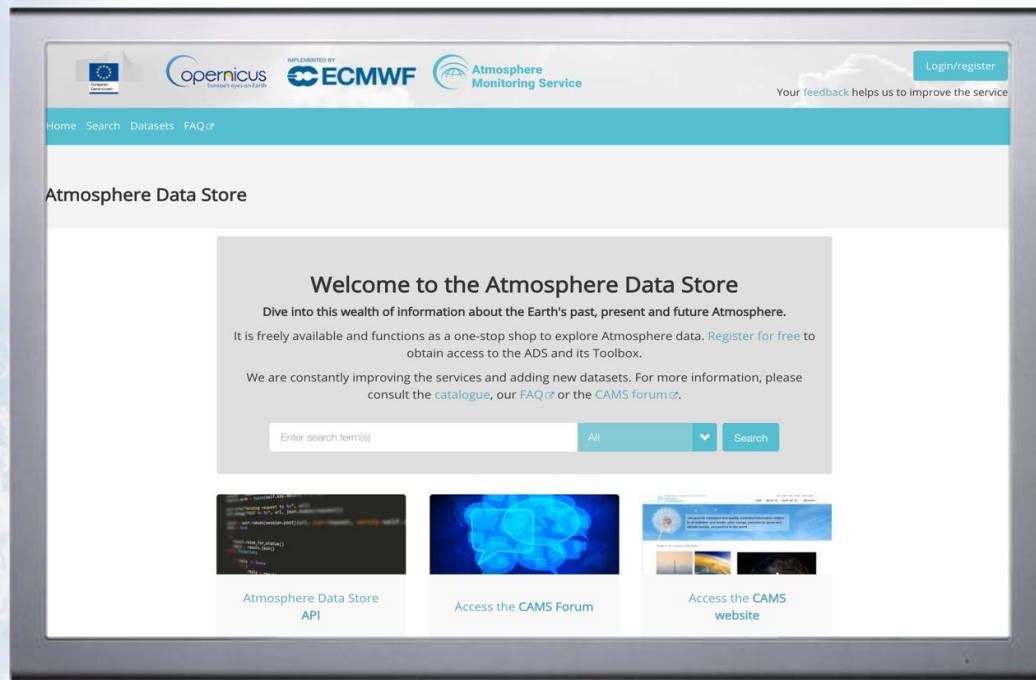 European
Commission
opernicus
Europe's eyes on Earth
IMPLEMENTED BY
ECMWF
Atmosphere
Monitoring Service
Login/register
Your feedback helps us to improve the service
Home Search Datasets FAQ
Atmosphere Data Store
Welcome to the Atmosphere Data Store
Dive into this wealth of information about the Earth's past, present and future Atmosphere.
It is freely available and functions as a one-stop shop to explore Atmosphere data. Register for free to
obtain access to the ADS and its Toolbox.
We are constantly improving the services and adding new datasets. For more information, please
consult the catalogue, our FAQ or the CAMS forum.
Enter search term(s)
All
Search
Atmosphere Data Store
API
Access the CAMS Forum
Access the CAMS
website